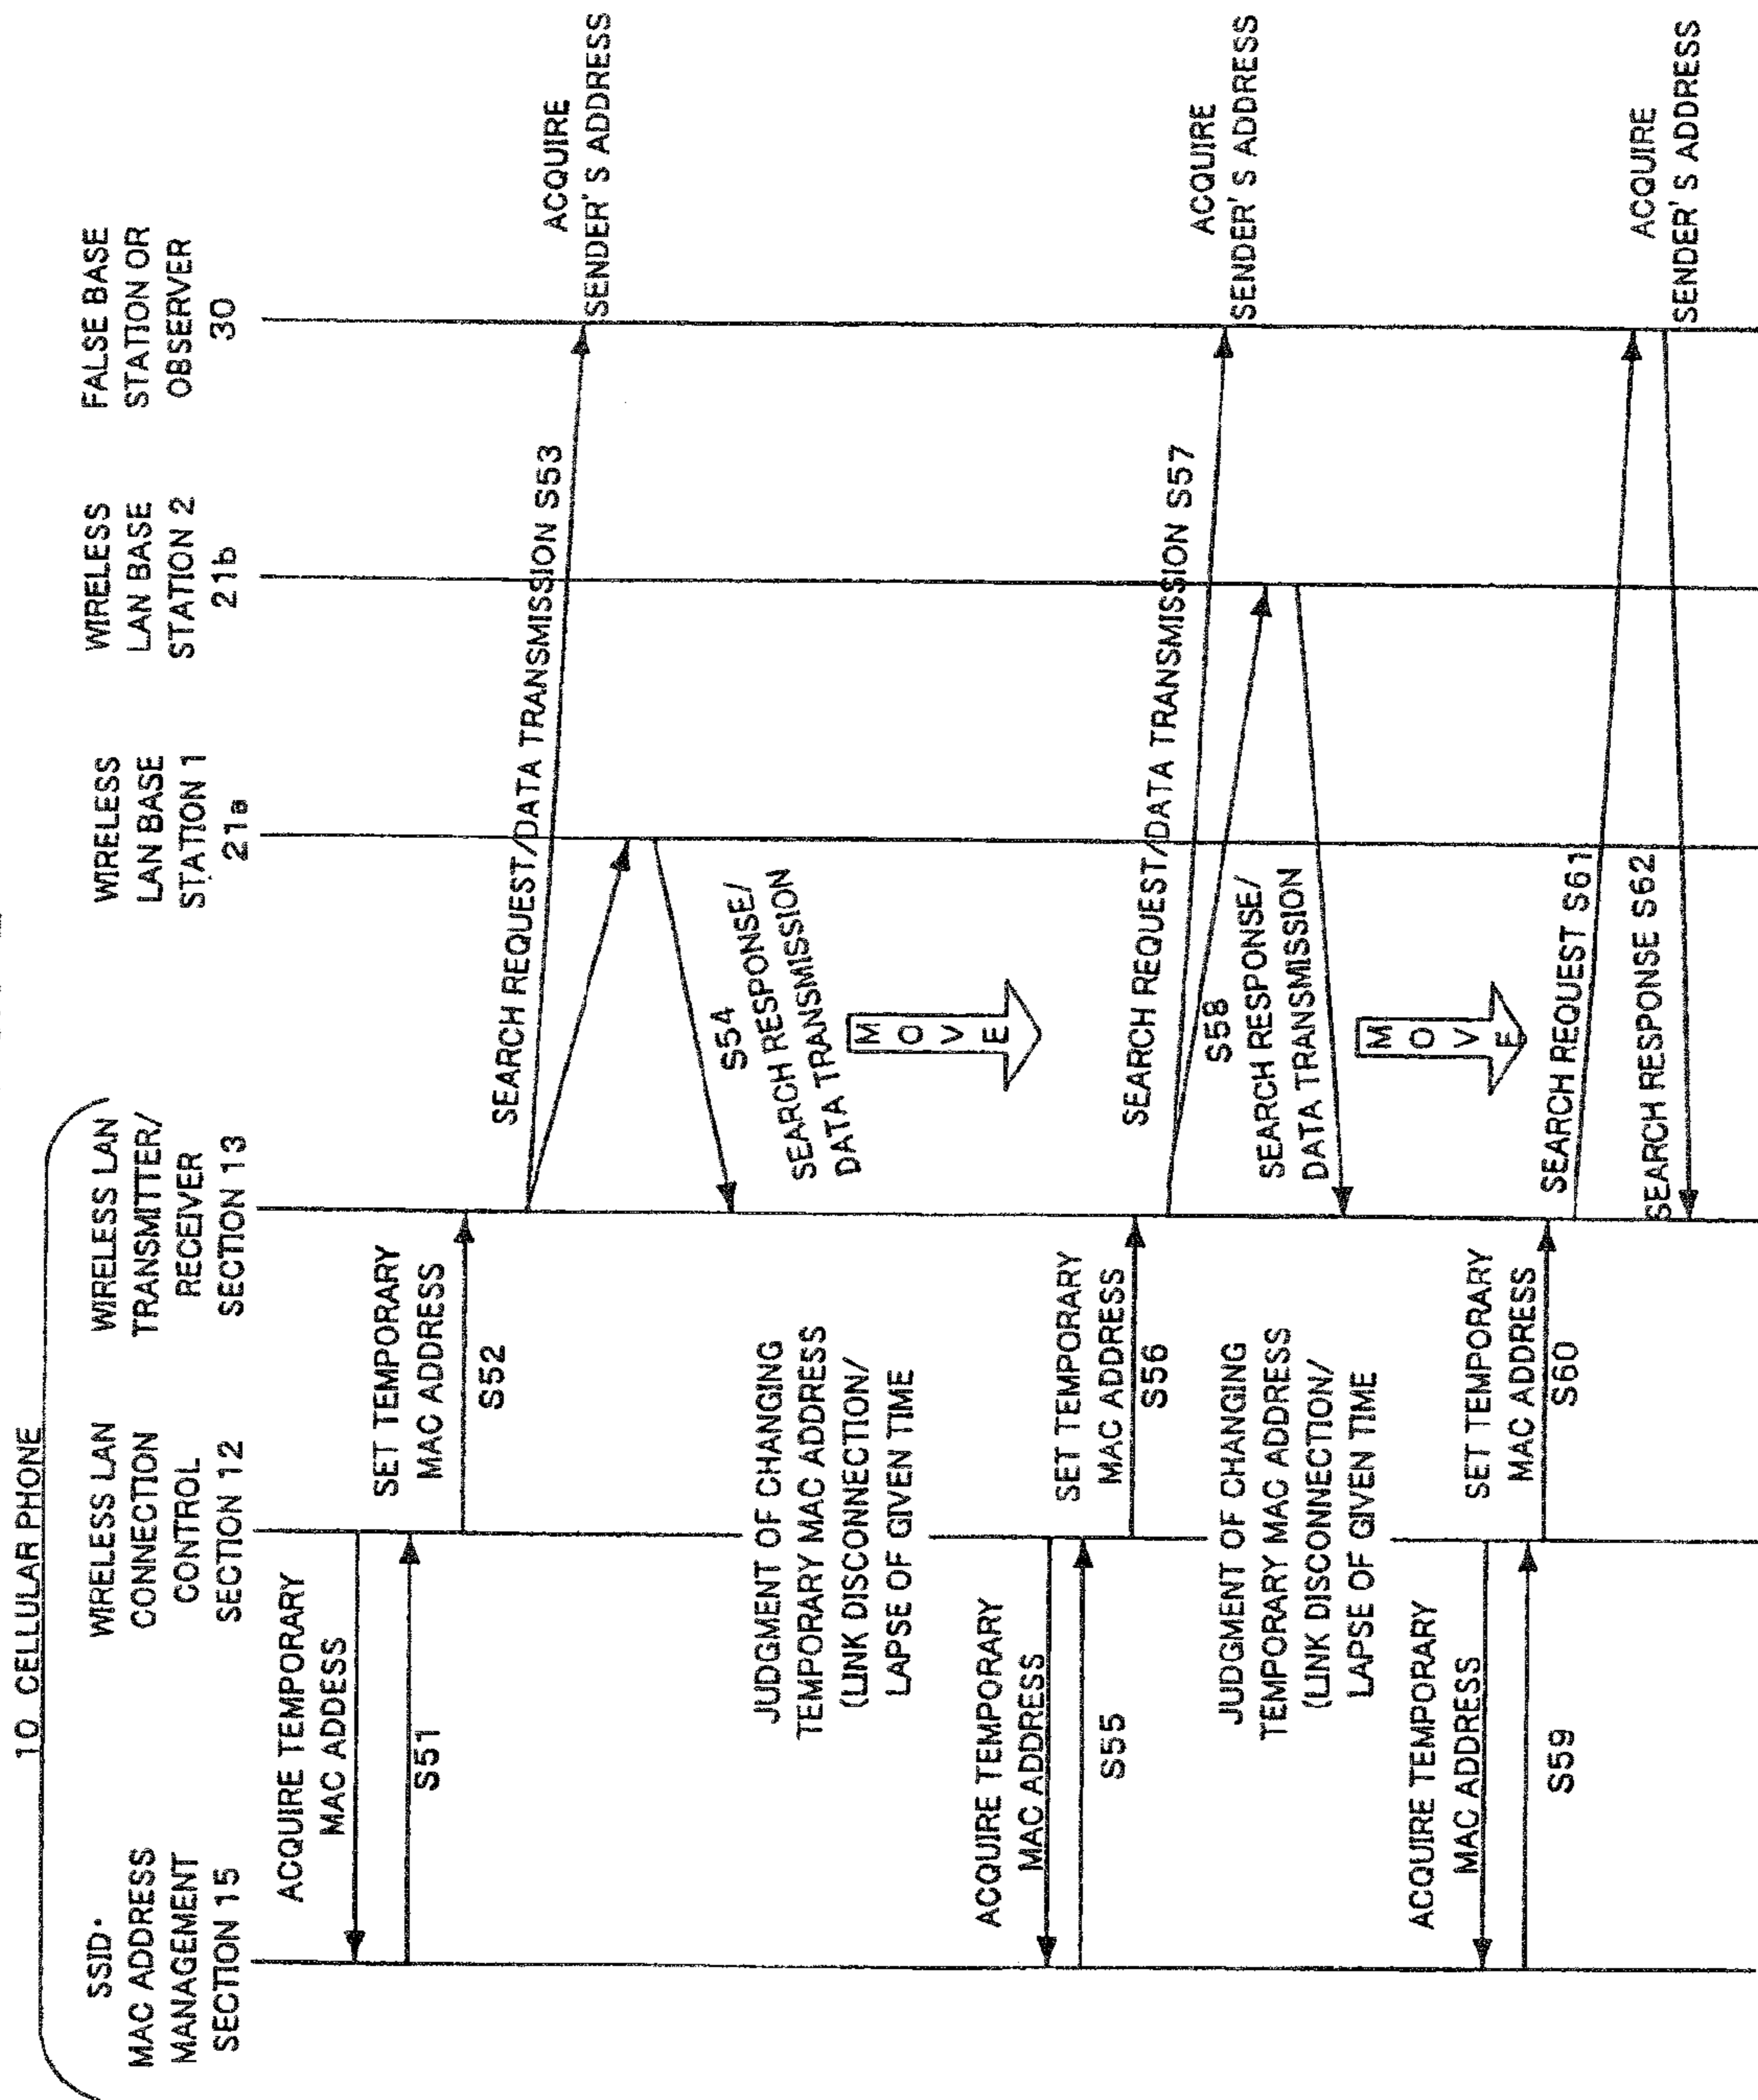 10 CELLULAR PHONE
SSID·
MAC ADDRESS
MANAGEMENT
SECTION 15
WIRELESS LAN
CONNECTION
CONTROL
SECTION 12
WIRELESS LAN
TRANSMITTER/
RECEIVER
SECTION 13
WIRELESS
LAN BASE
STATION 1
21a
WIRELESS
LAN BASE
STATION 2
21b
FALSE BASE
STATION OR
OBSERVER
30
ACQUIRE TEMPORARY
MAC ADDESS
S51
SET TEMPORARY
MAC ADDRESS
S52
SEARCH REQUEST/DATA TRANSMISSION S53
ACQUIRE
SENDER'S ADDRESS
S54
SEARCH RESPONSE/
DATA TRANSMISSION
JUDGMENT OF CHANGING
TEMPORARY MAC ADDRESS
(LINK DISCONNECTION/
LAPSE OF GIVEN TIME
MOVE
ACQUIRE TEMPORARY
MAC ADDRESS
S55
SET TEMPORARY
MAC ADDRESS
S56
SEARCH REQUEST/DATA TRANSMISSION S57
ACQUIRE
SENDER'S ADDRESS
S58
SEARCH RESPONSE/
DATA TRANSMISSION
JUDGMENT OF CHANGING
TEMPORARY MAC ADDRESS
(LINK DISCONNECTION/
LAPSE OF GIVEN TIME
MOVE
ACQUIRE TEMPORARY
MAC ADDRESS
S59
SET TEMPORARY
MAC ADDRESS
S60
SEARCH REQUEST S61
ACQUIRE
SENDER'S ADDRESS
SEARCH RESPONSE S62